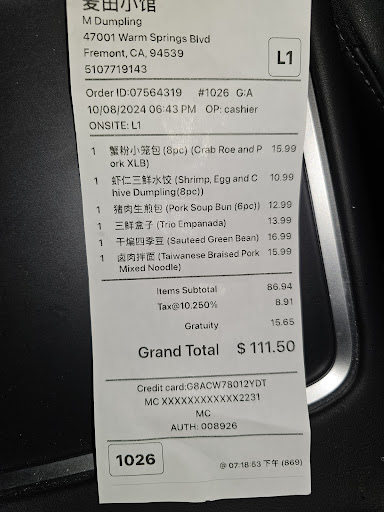 麦田小馆
M Dumpling
47001 Warm Springs Blvd
Fremont, CA, 94539
5107719143
L1
Order ID:07564319 #1026 G:A
10/08/2024 06:43 PM OP: cashier
ONSITE: L1
1 蟹粉小笼包 (8pc) (Crab Roe and P 15.99
ork XLB)
1 虾仁三鲜水饺 (Shrimp, Egg and C 10.99
hive Dumpling(8pc))
1 猪肉生煎包 (Pork Soup Bun (6pc)) 12.99
1 三鲜盒子 (Trio Empanada) 13.99
1 干煸四季豆 (Sauteed Green Bean) 16.99
1 卤肉拌面 (Taiwanese Braised Pork 15.99
Mixed Noodle)
Items Subtotal 86.94
Tax@10.250% 8.91
Gratuity 15.65
Grand Total $ 111.50
Credit card:G8ACW78012YDT
MC XXXXXXXXXXXX2231
MC
AUTH: 008926
1026
@ 07:18:53 下午 (869)